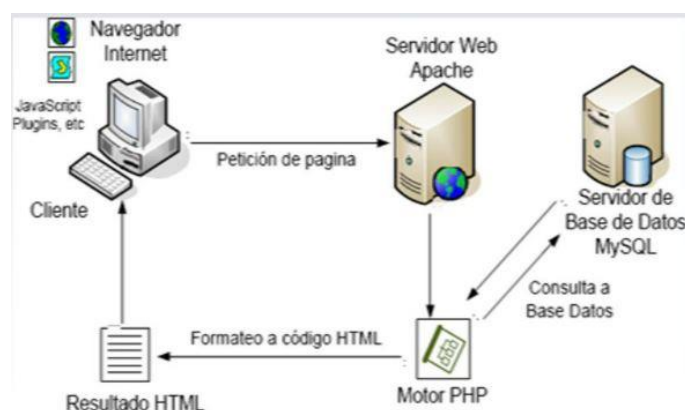 Navegador
Internet
JavaScript
Plugins, etc
Cliente
Petición de pagina
Servidor Web
Apache
Servidor de
Base de Datos
MySQL
Consulta a
Base Datos
Formateo a código HTML
Motor PHP
Resultado HTML